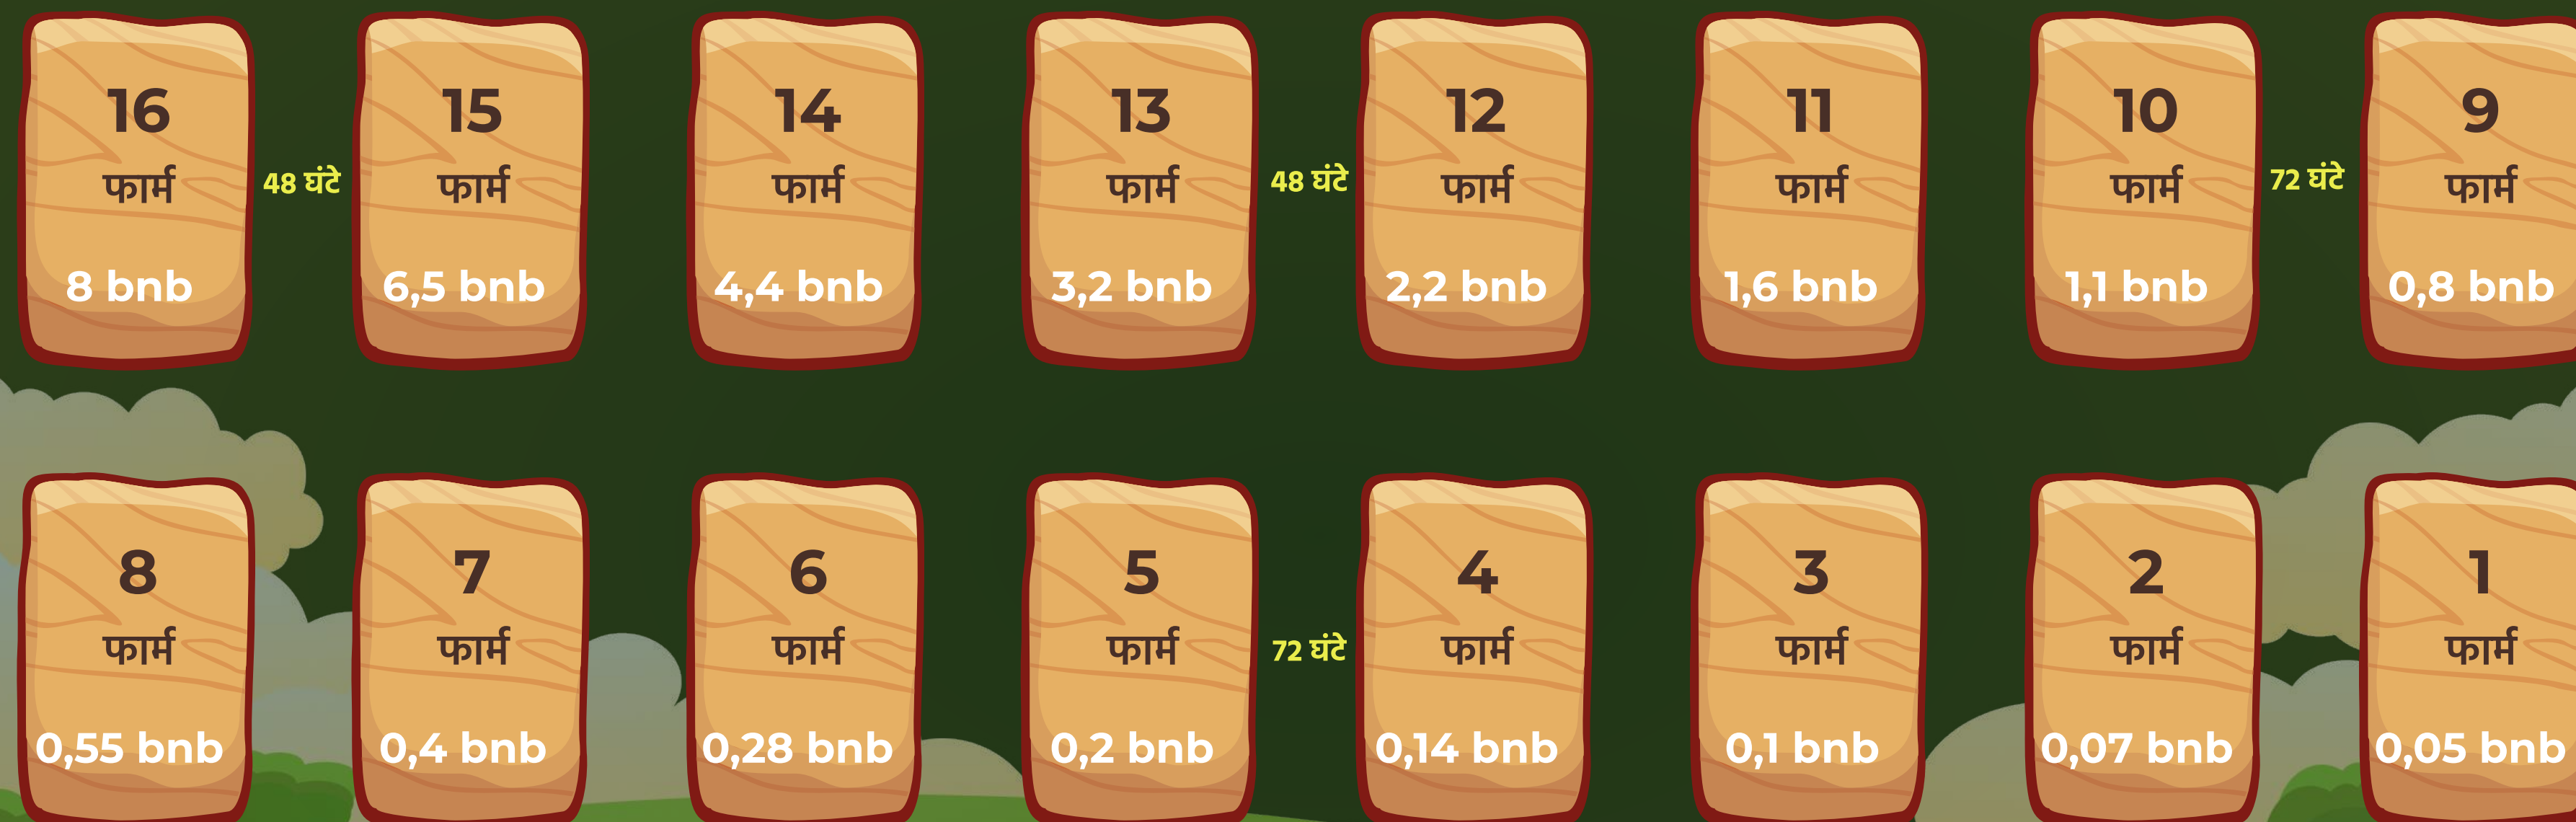 16
फार्म
8 bnb
48 घंटे
15
फार्म
6,5 bnb
14
फार्म
4,4 bnb
13
फार्म
3,2 bnb
48 घंटे
12
फार्म
2,2 bnb
11
फार्म
1,6 bnb
10
फार्म
1,1 bnb
72 घंटे
9
फार्म
0,8 bnb
8
फार्म
0,55 bnb
7
फार्म
0,4 bnb
6
फार्म
0,28 bnb
5
फार्म
0,2 bnb
72 घंटे
4
फार्म
0,14 bnb
3
फार्म
0,1 bnb
2
फार्म
0,07 bnb
1
फार्म
0,05 bnb